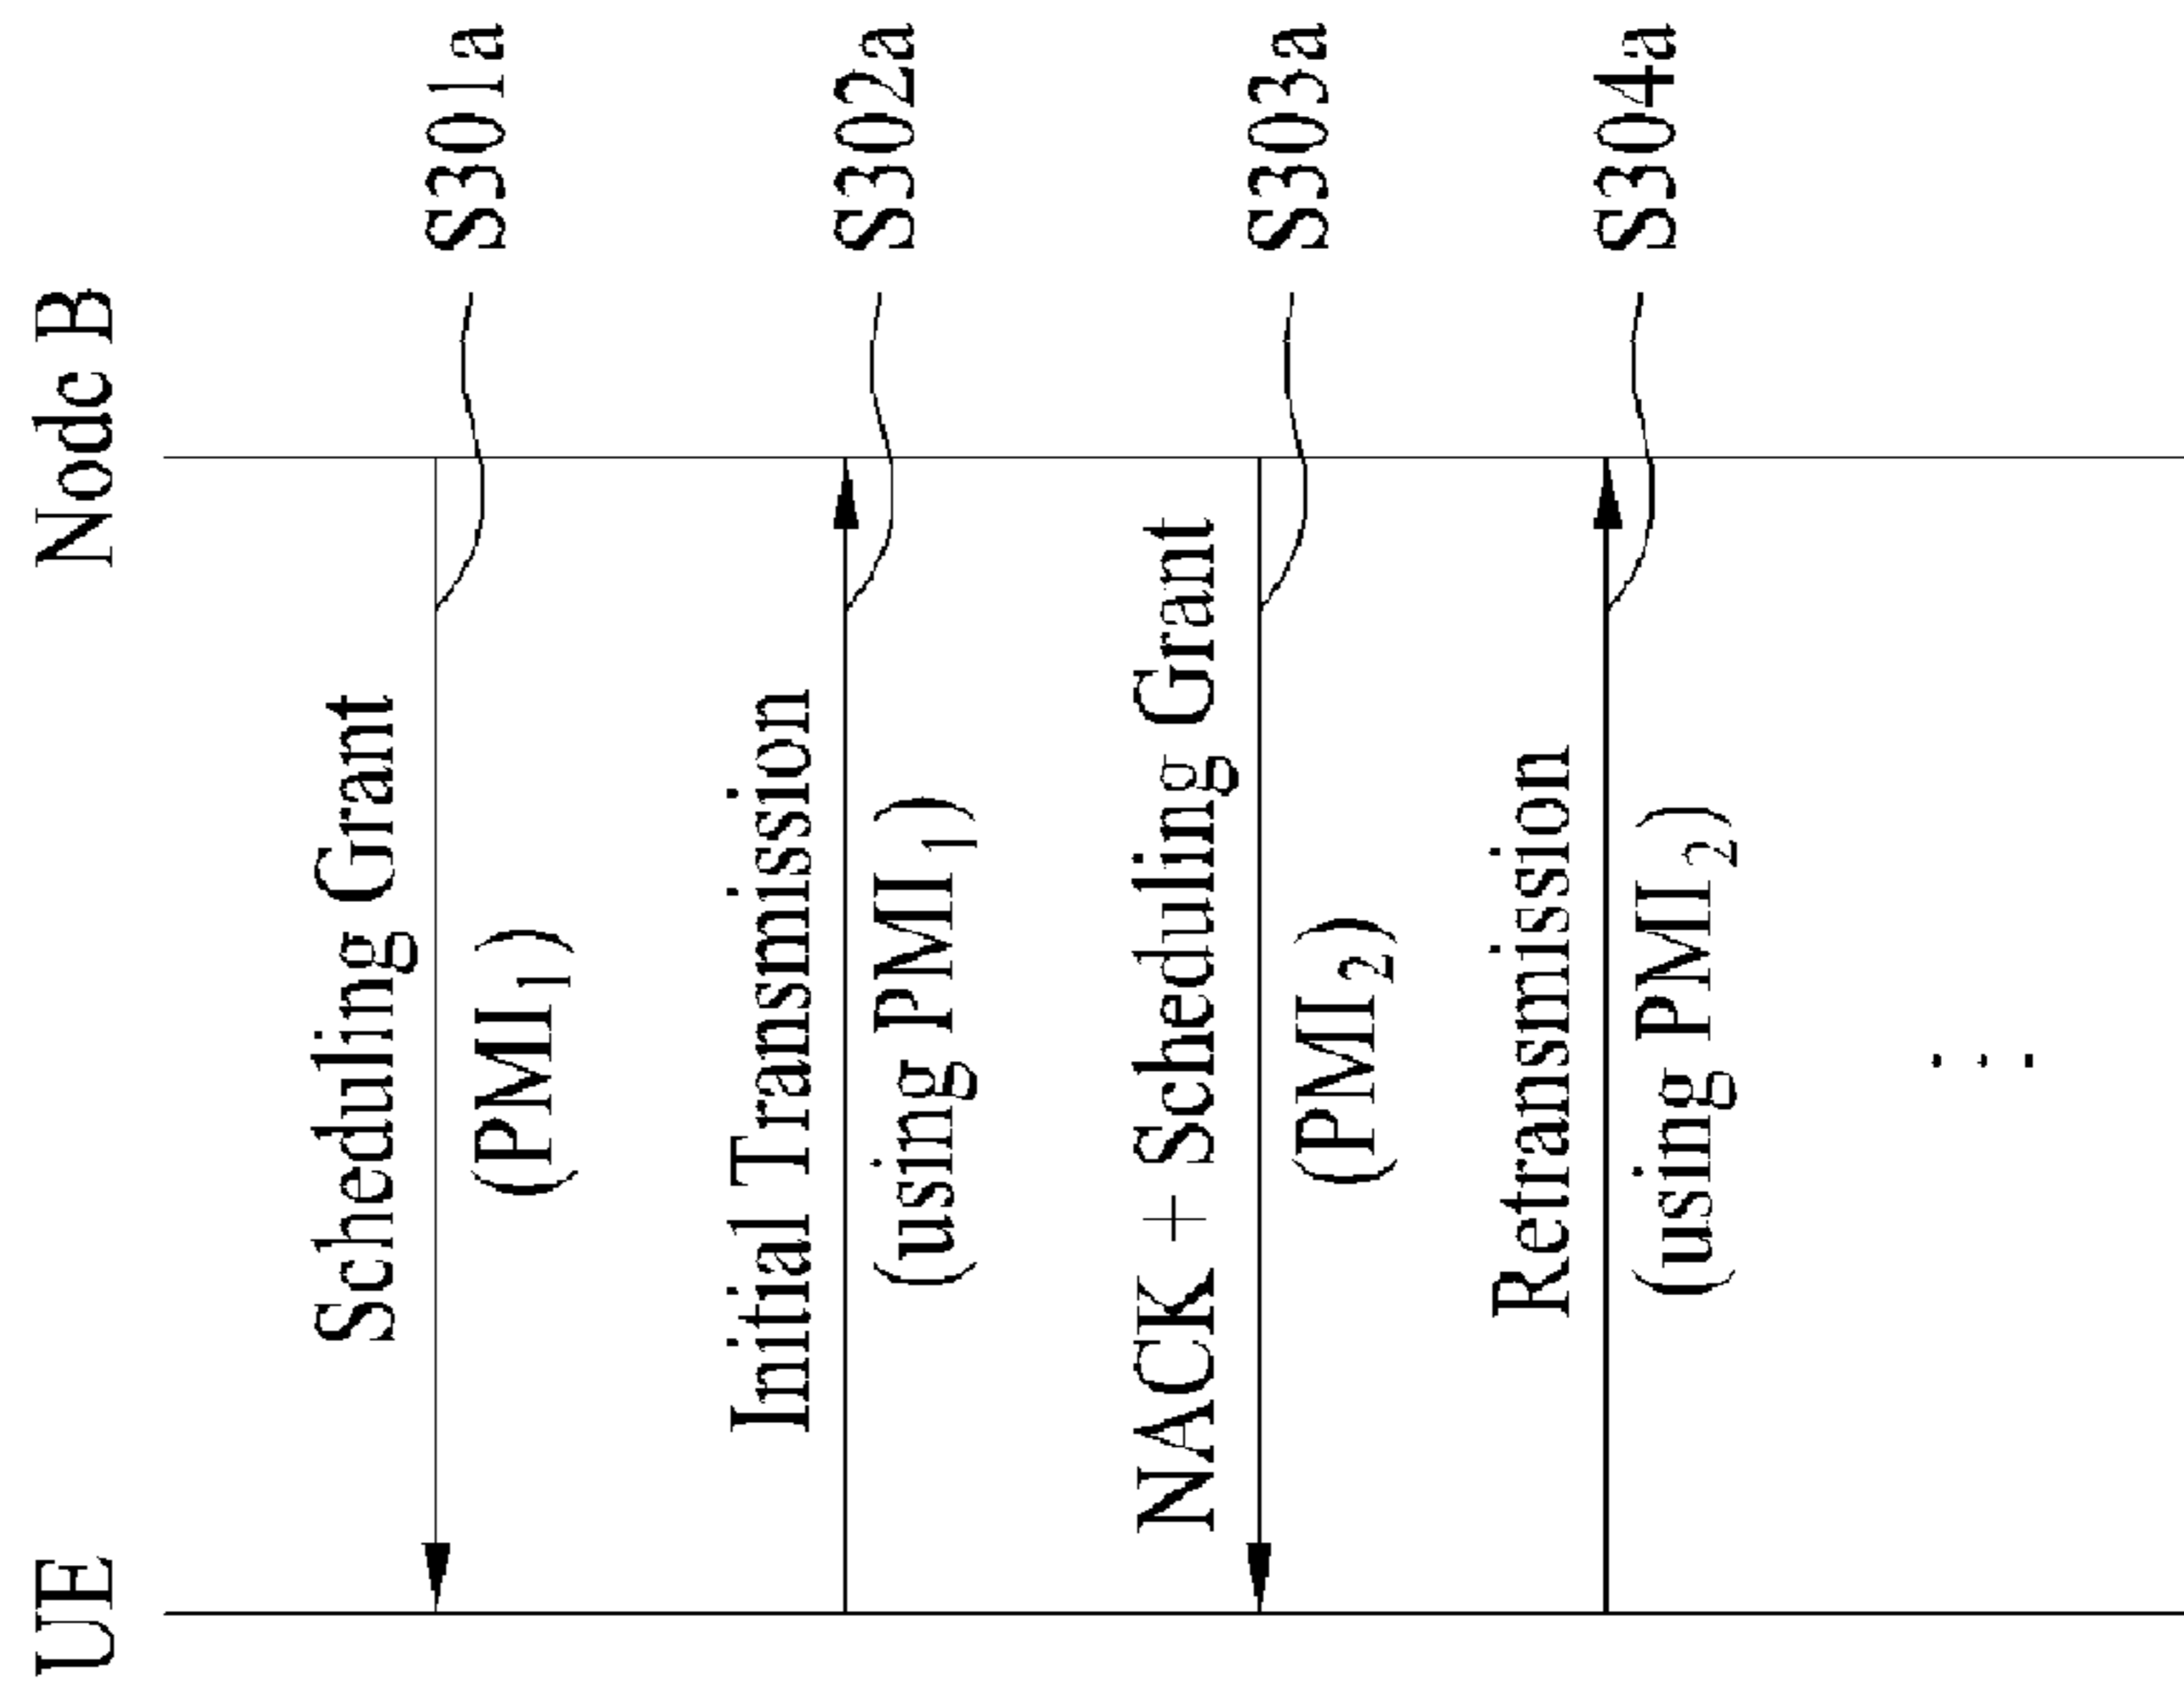 UE
Node B
Scheduling Grant
(PMI₁)
S301a
Initial Transmission
(using PMI₁)
S302a
NACK + Scheduling Grant
(PMI₂)
S303a
Retransmission
(using PMI₂)
S304a
...